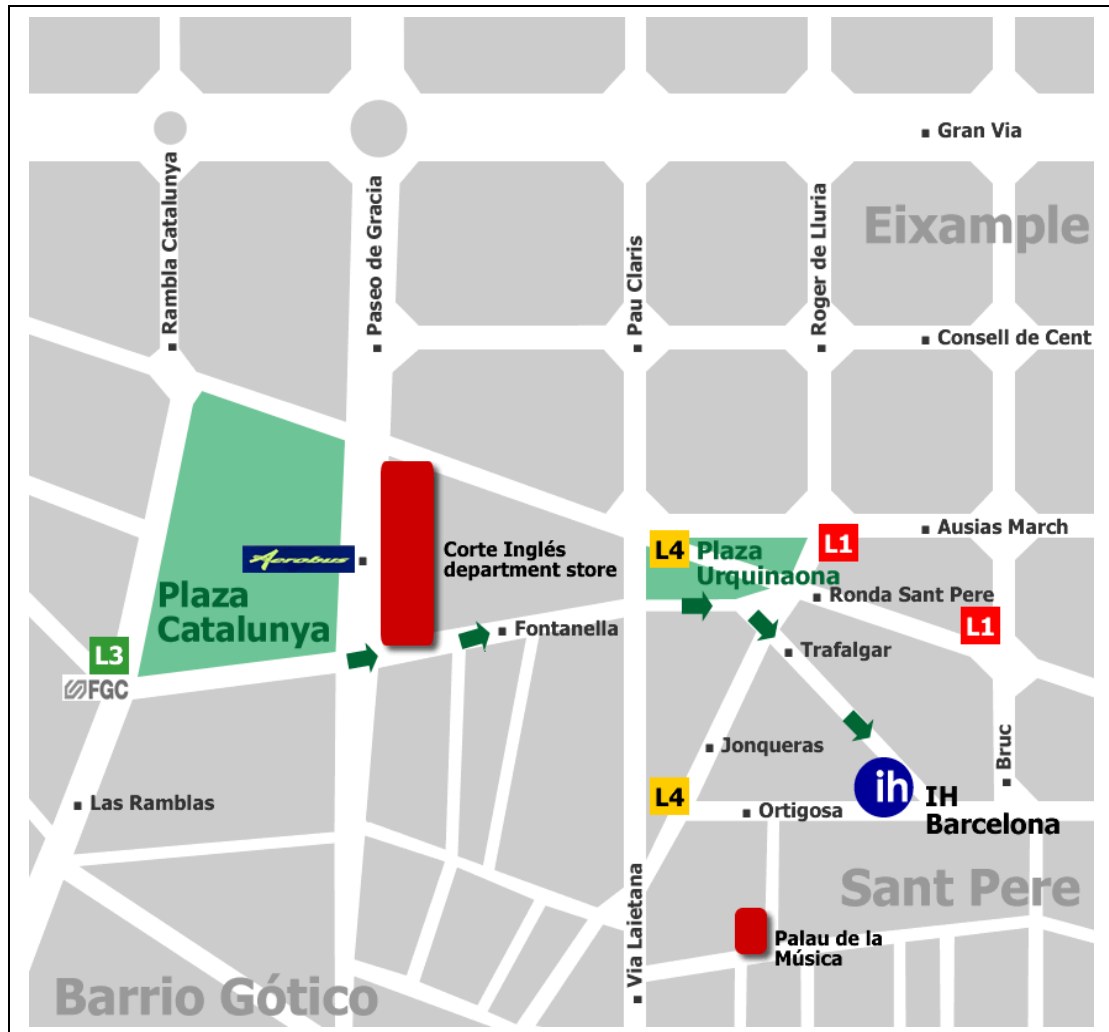 Gran Via
Rambla Catalunya
Paseo de Gracia
Pau Claris
Roger de Lluria
Eixample
Consell de Cent
Ausias March
L4
Plaza
Urquinaona
L1
Aerobus
Corte Inglés
department store
Plaza
Catalunya
Ronda Sant Pere
L1
Fontanella
Trafalgar
L3
FGC
Jonqueras
Bruc
Las Ramblas
L4
Ortigosa
ih
IH
Barcelona
Sant Pere
Via Laietana
Palau de la
Música
Barrio Gótico